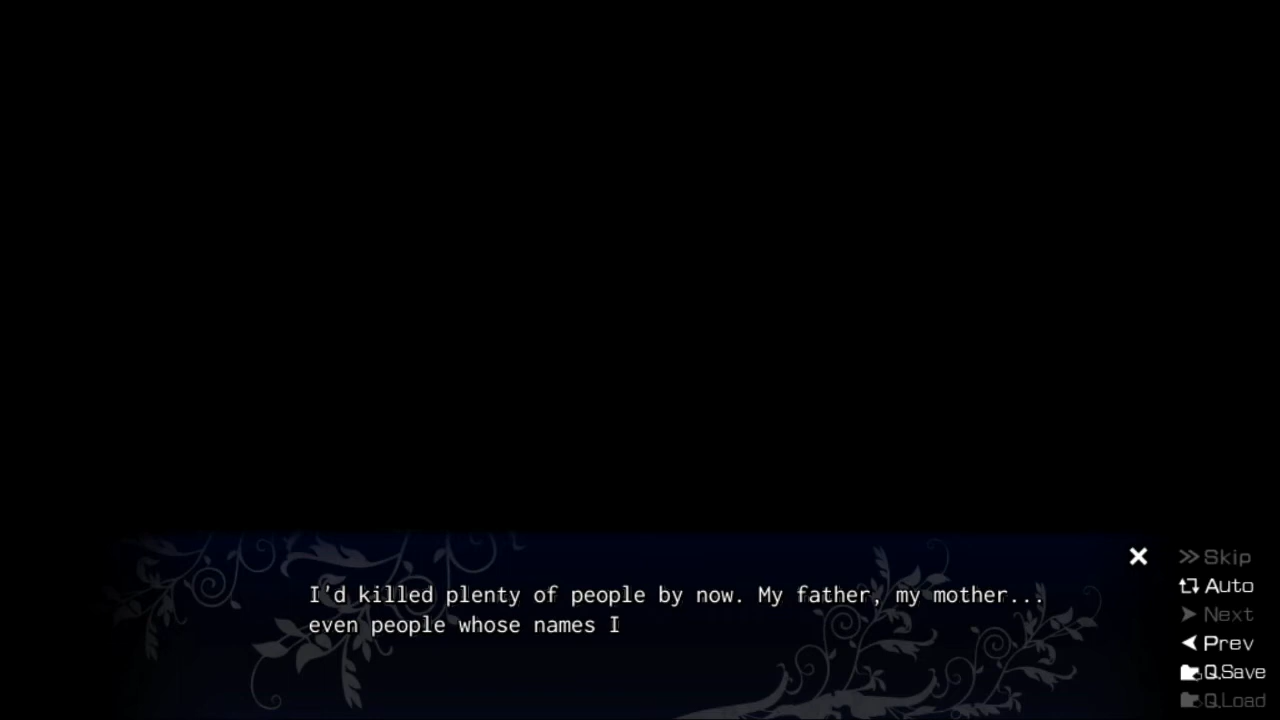 I'd killed plenty of people by now. My father, my mother...
even people whose names I
Skip
Auto
Next
Prev
Q.Save
Q.Load